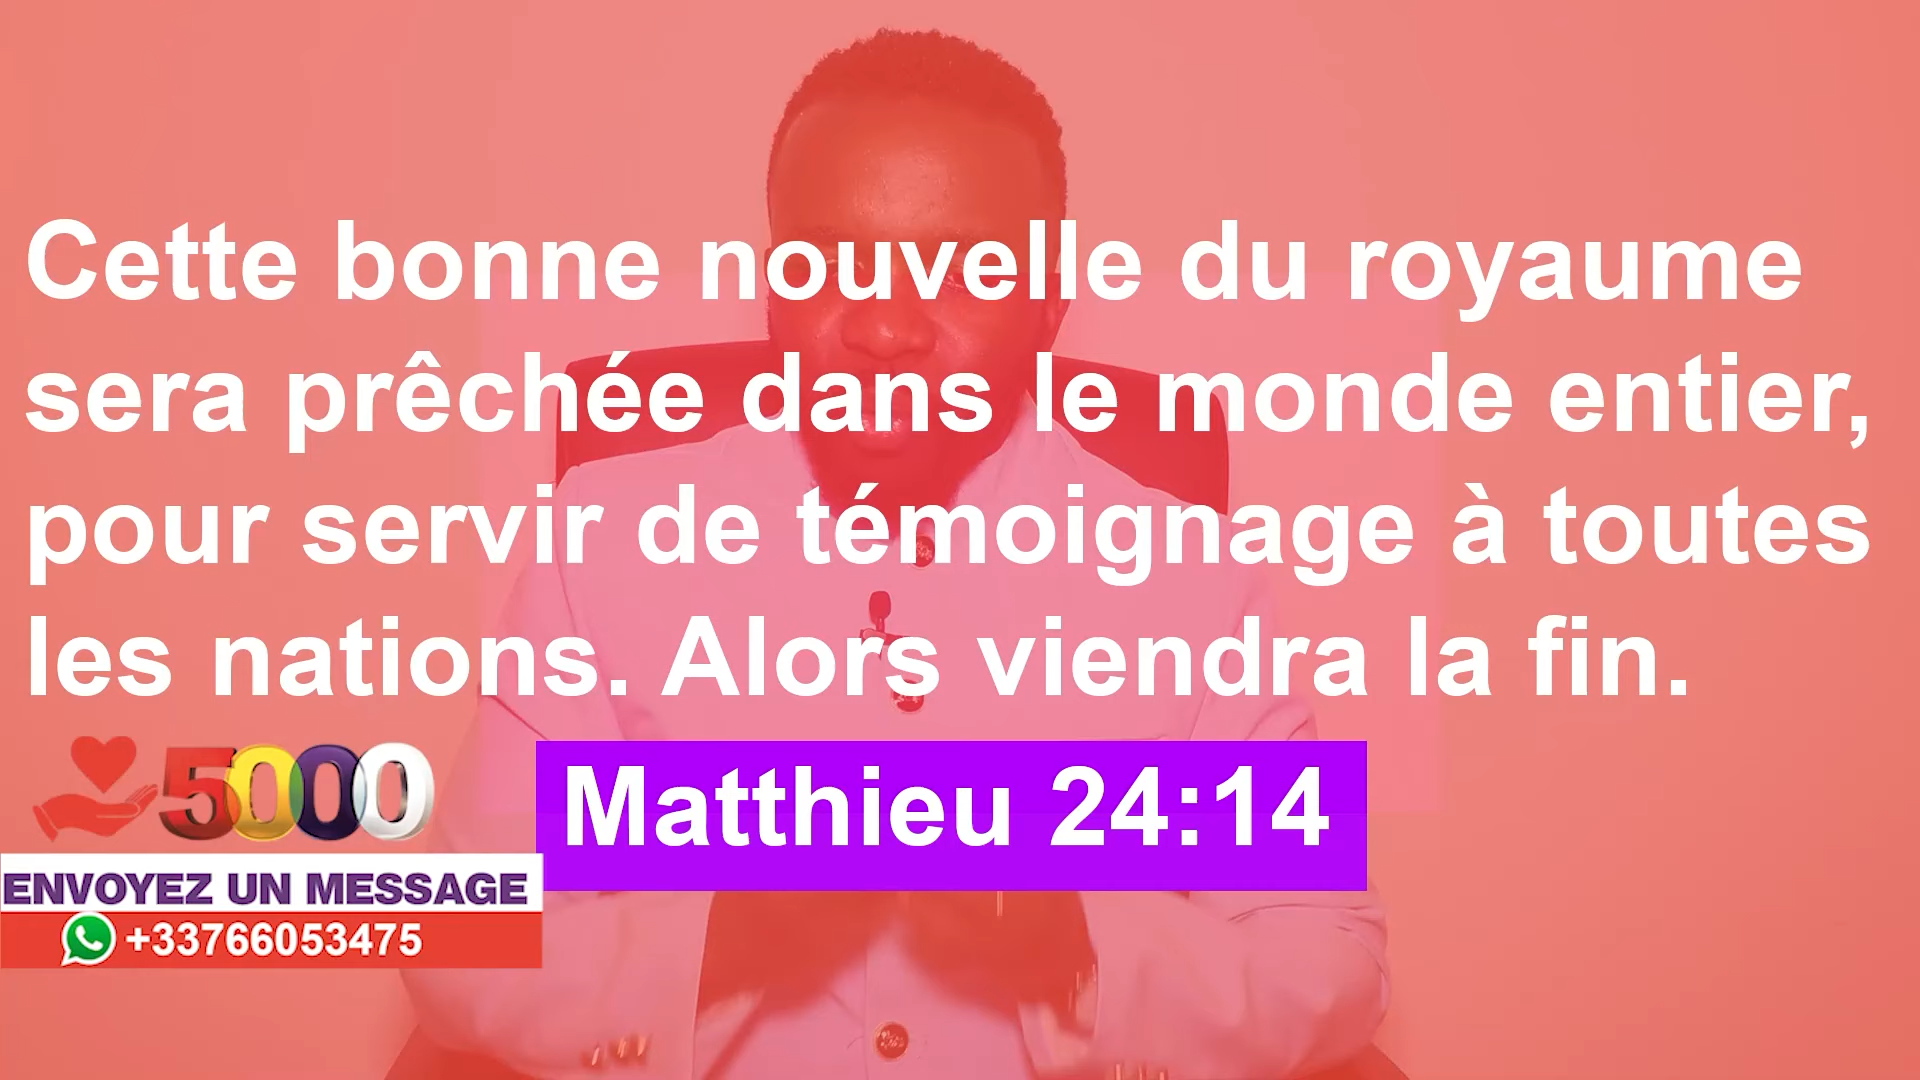 Cette bonne nouvelle du royaume
sera prêchée dans le monde entier,
pour servir de témoignage à toutes
les nations. Alors viendra la fin.
5000
Matthieu 24:14
ENVOYEZ UN MESSAGE
+33766053475